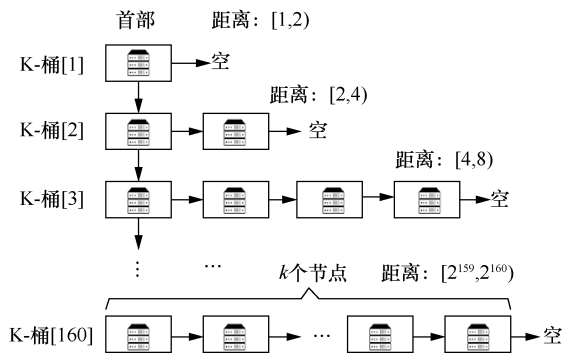 首部 距离：[1,2)
K-桶[1] 空
距离：[2,4)
K-桶[2] 空
距离：[4,8)
K-桶[3] 空
⋮ …
k个节点 距离：[2¹⁵⁹,2¹⁶⁰)
K-桶[160] … 空